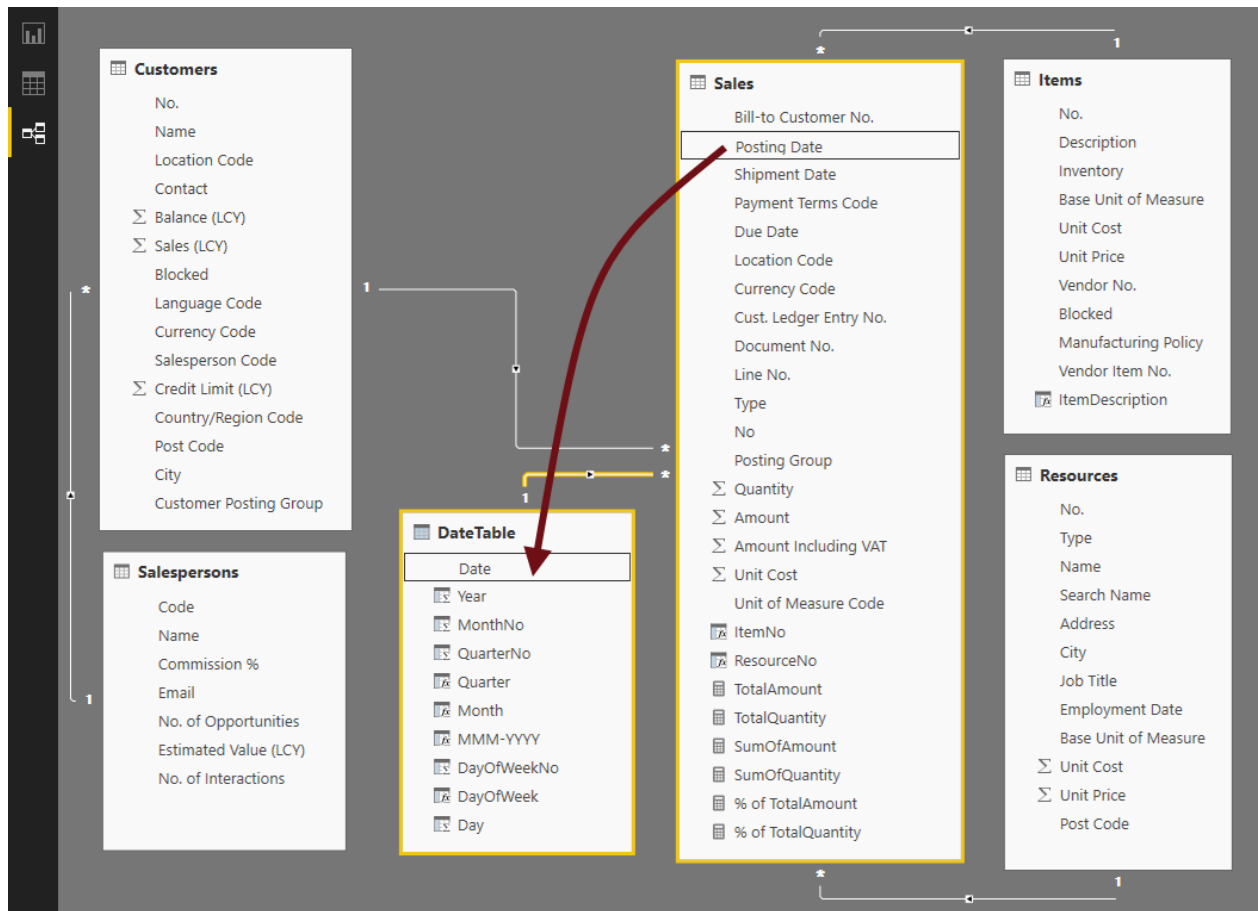 Customers
No.
Name
Location Code
Contact
Σ Balance (LCY)
Σ Sales (LCY)
Blocked
Language Code
Currency Code
Salesperson Code
Σ Credit Limit (LCY)
Country/Region Code
Post Code
City
Customer Posting Group
*
1
Salespersons
Code
Name
Commission %
Email
No. of Opportunities
Estimated Value (LCY)
No. of Interactions
1
1
DateTable
Date
Year
MonthNo
QuarterNo
Quarter
Month
MMM-YYYY
DayOfWeekNo
DayOfWeek
Day
*
Sales
Bill-to Customer No.
Posting Date
Shipment Date
Payment Terms Code
Due Date
Location Code
Currency Code
Cust. Ledger Entry No.
Document No.
Line No.
Type
No
Posting Group
Σ Quantity
Σ Amount
Σ Amount Including VAT
Σ Unit Cost
Unit of Measure Code
ItemNo
ResourceNo
TotalAmount
TotalQuantity
SumOfAmount
SumOfQuantity
% of TotalAmount
% of TotalQuantity
*
*
*
1
Items
No.
Description
Inventory
Base Unit of Measure
Unit Cost
Unit Price
Vendor No.
Blocked
Manufacturing Policy
Vendor Item No.
ItemDescription
Resources
No.
Type
Name
Search Name
Address
City
Job Title
Employment Date
Base Unit of Measure
Σ Unit Cost
Σ Unit Price
Post Code
1